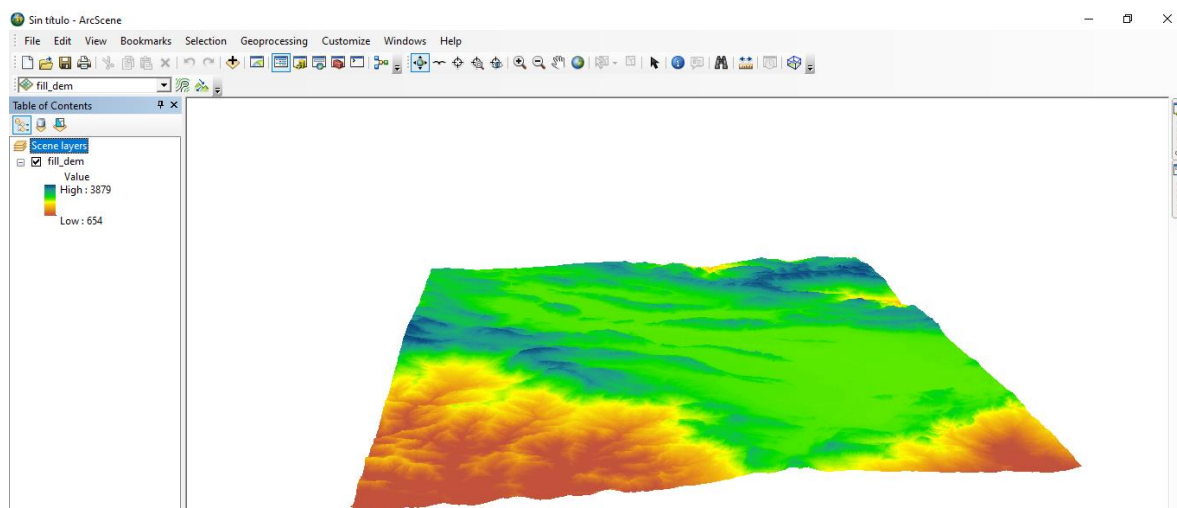 Sin título - ArcScene
File Edit View Bookmarks Selection Geoprocessing Customize Windows Help
fill_dem
Table of Contents
Scene layers
fill_dem
Value
High : 3879
Low : 654